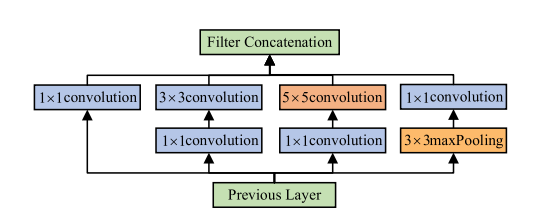 Filter Concatenation
1×1convolution
3×3convolution
5×5convolution
1×1convolution
1×1convolution
1×1convolution
3×3maxPooling
Previous Layer